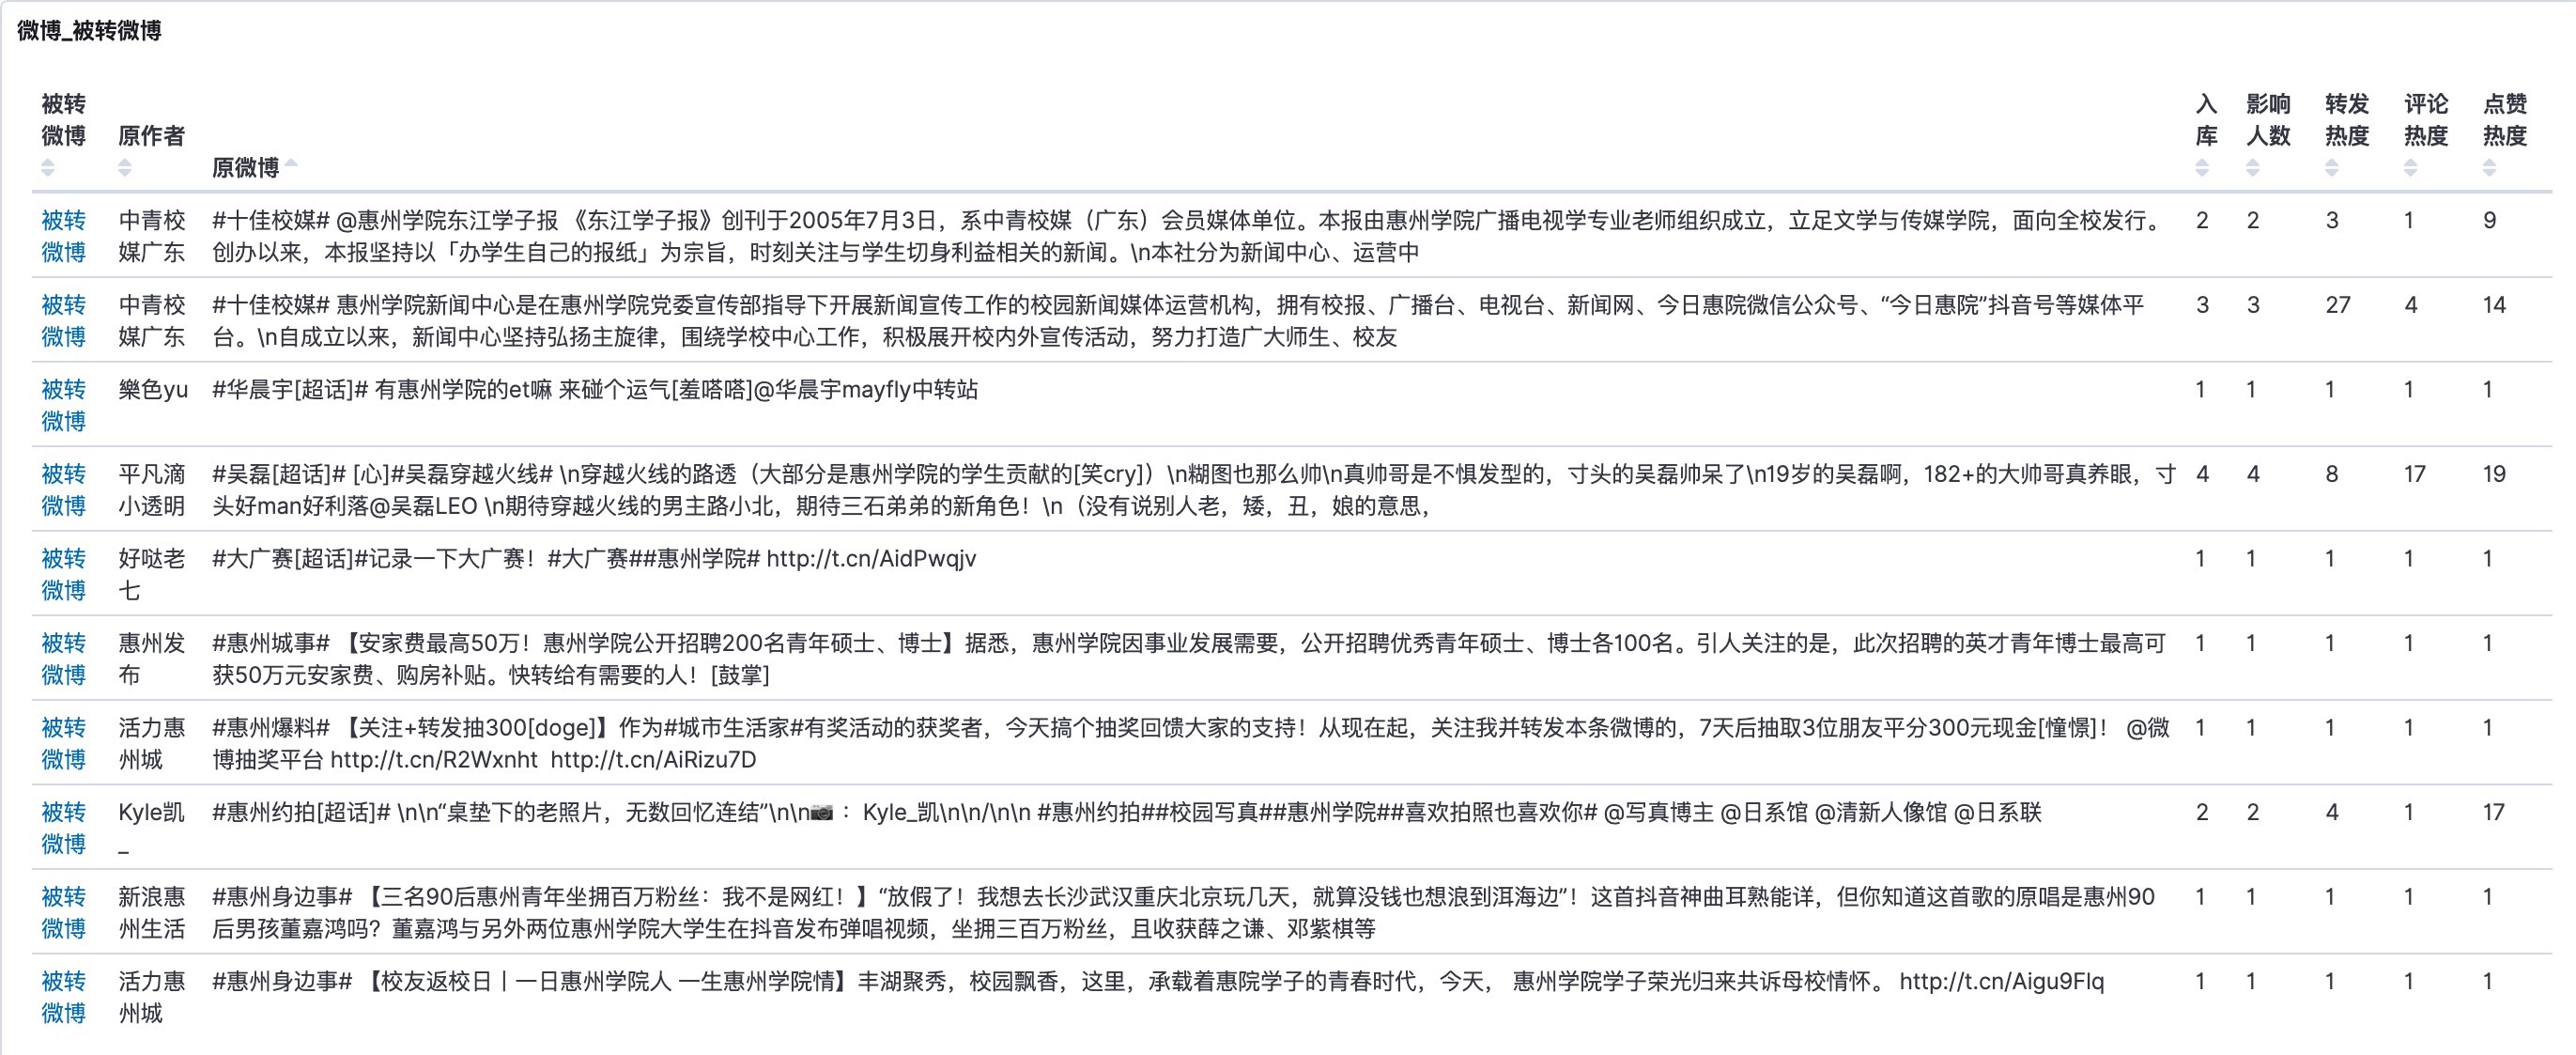 微博_被转微博
被转微博 原作者 原微博 入库 影响人数 转发热度 评论热度 点赞热度
被转 中青校 #十佳校媒# @惠州学院东江学子报 《东江学子报》创刊于2005年7月3日，系中青校媒（广东）会员媒体单位。本报由惠州学院广播电视学专业老师组织成立，立足文学与传媒学院，面向全校发行。 2 2 3 1 9
微博 媒广东 创办以来，本报坚持以「办学生自己的报纸」为宗旨，时刻关注与学生切身利益相关的新闻。\n本社分为新闻中心、运营中
被转 中青校 #十佳校媒# 惠州学院新闻中心是在惠州学院党委宣传部指导下开展新闻宣传工作的校园新闻媒体运营机构，拥有校报、广播台、电视台、新闻网、今日惠院微信公众号、“今日惠院”抖音号等媒体平 3 3 27 4 14
微博 媒广东 台。\n自成立以来，新闻中心坚持弘扬主旋律，围绕学校中心工作，积极展开校内外宣传活动，努力打造广大师生、校友
被转 樂色yu #华晨宇[超话]# 有惠州学院的et嘛 来碰个运气[羞嗒嗒]@华晨宇mayfly中转站 1 1 1 1 1
微博
被转 平凡滴 #吴磊[超话]# [心]#吴磊穿越火线# \n穿越火线的路透（大部分是惠州学院的学生贡献的[笑cry]）\n糊图也那么帅\n真帅哥是不惧发型的，寸头的吴磊帅呆了\n19岁的吴磊啊，182+的大帅哥真养眼，寸 4 4 8 17 19
微博 小透明 头好man好利落@吴磊LEO \n期待穿越火线的男主路小北，期待三石弟弟的新角色！\n（没有说别人老，矮，丑，娘的意思，
被转 好哒老 #大广赛[超话]#记录一下大广赛！#大广赛##惠州学院# http://t.cn/AidPwqjv 1 1 1 1 1
微博 七
被转 惠州发 #惠州城事# 【安家费最高50万！惠州学院公开招聘200名青年硕士、博士】据悉，惠州学院因事业发展需要，公开招聘优秀青年硕士、博士各100名。引人关注的是，此次招聘的英才青年博士最高可 1 1 1 1 1
微博 布 获50万元安家费、购房补贴。快转给有需要的人！[鼓掌]
被转 活力惠 #惠州爆料# 【关注+转发抽300[doge]】作为#城市生活家#有奖活动的获奖者，今天搞个抽奖回馈大家的支持！从现在起，关注我并转发本条微博的，7天后抽取3位朋友平分300元现金[憧憬]！ @微 1 1 1 1 1
微博 州城 博抽奖平台 http://t.cn/R2Wxnht http://t.cn/AiRizu7D
被转 Kyle凯 #惠州约拍[超话]# \n\n“桌垫下的老照片，无数回忆连结”\n\n📷：Kyle_凯\n\n/\n\n #惠州约拍##校园写真##惠州学院##喜欢拍照也喜欢你# @写真博主 @日系馆 @清新人像馆 @日系联 2 2 4 1 17
微博 _
被转 新浪惠 #惠州身边事# 【三名90后惠州青年坐拥百万粉丝：我不是网红！】“放假了！我想去长沙武汉重庆北京玩几天，就算没钱也想浪到洱海边”！这首抖音神曲耳熟能详，但你知道这首歌的原唱是惠州90 1 1 1 1 1
微博 州生活 后男孩董嘉鸿吗？董嘉鸿与另外两位惠州学院大学生在抖音发布弹唱视频，坐拥三百万粉丝，且收获薛之谦、邓紫棋等
被转 活力惠 #惠州身边事# 【校友返校日丨一日惠州学院人 一生惠州学院情】丰湖聚秀，校园飘香，这里，承载着惠院学子的青春时代，今天， 惠州学院学子荣光归来共诉母校情怀。 http://t.cn/Aigu9Flq 1 1 1 1 1
微博 州城